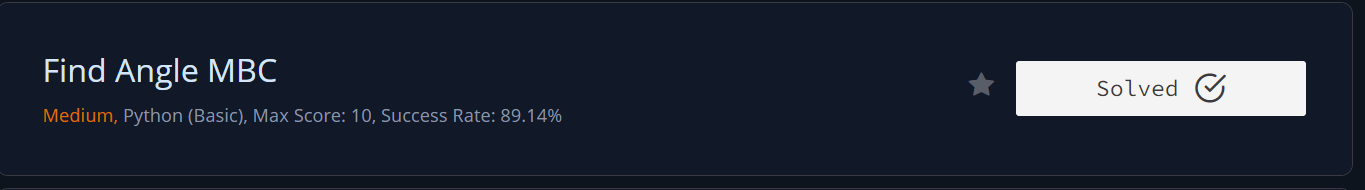 Find Angle MBC
Solved
Medium, Python (Basic), Max Score: 10, Success Rate: 89.14%